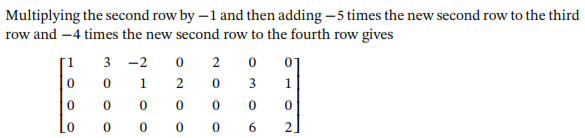 Multiplying the second row by −1 and then adding −5 times the new second row to the third
row and −4 times the new second row to the fourth row gives
[1 3 −2 0 2 0 0]
[0 0 1 2 0 3 1]
[0 0 0 0 0 0 0]
[0 0 0 0 0 6 2]